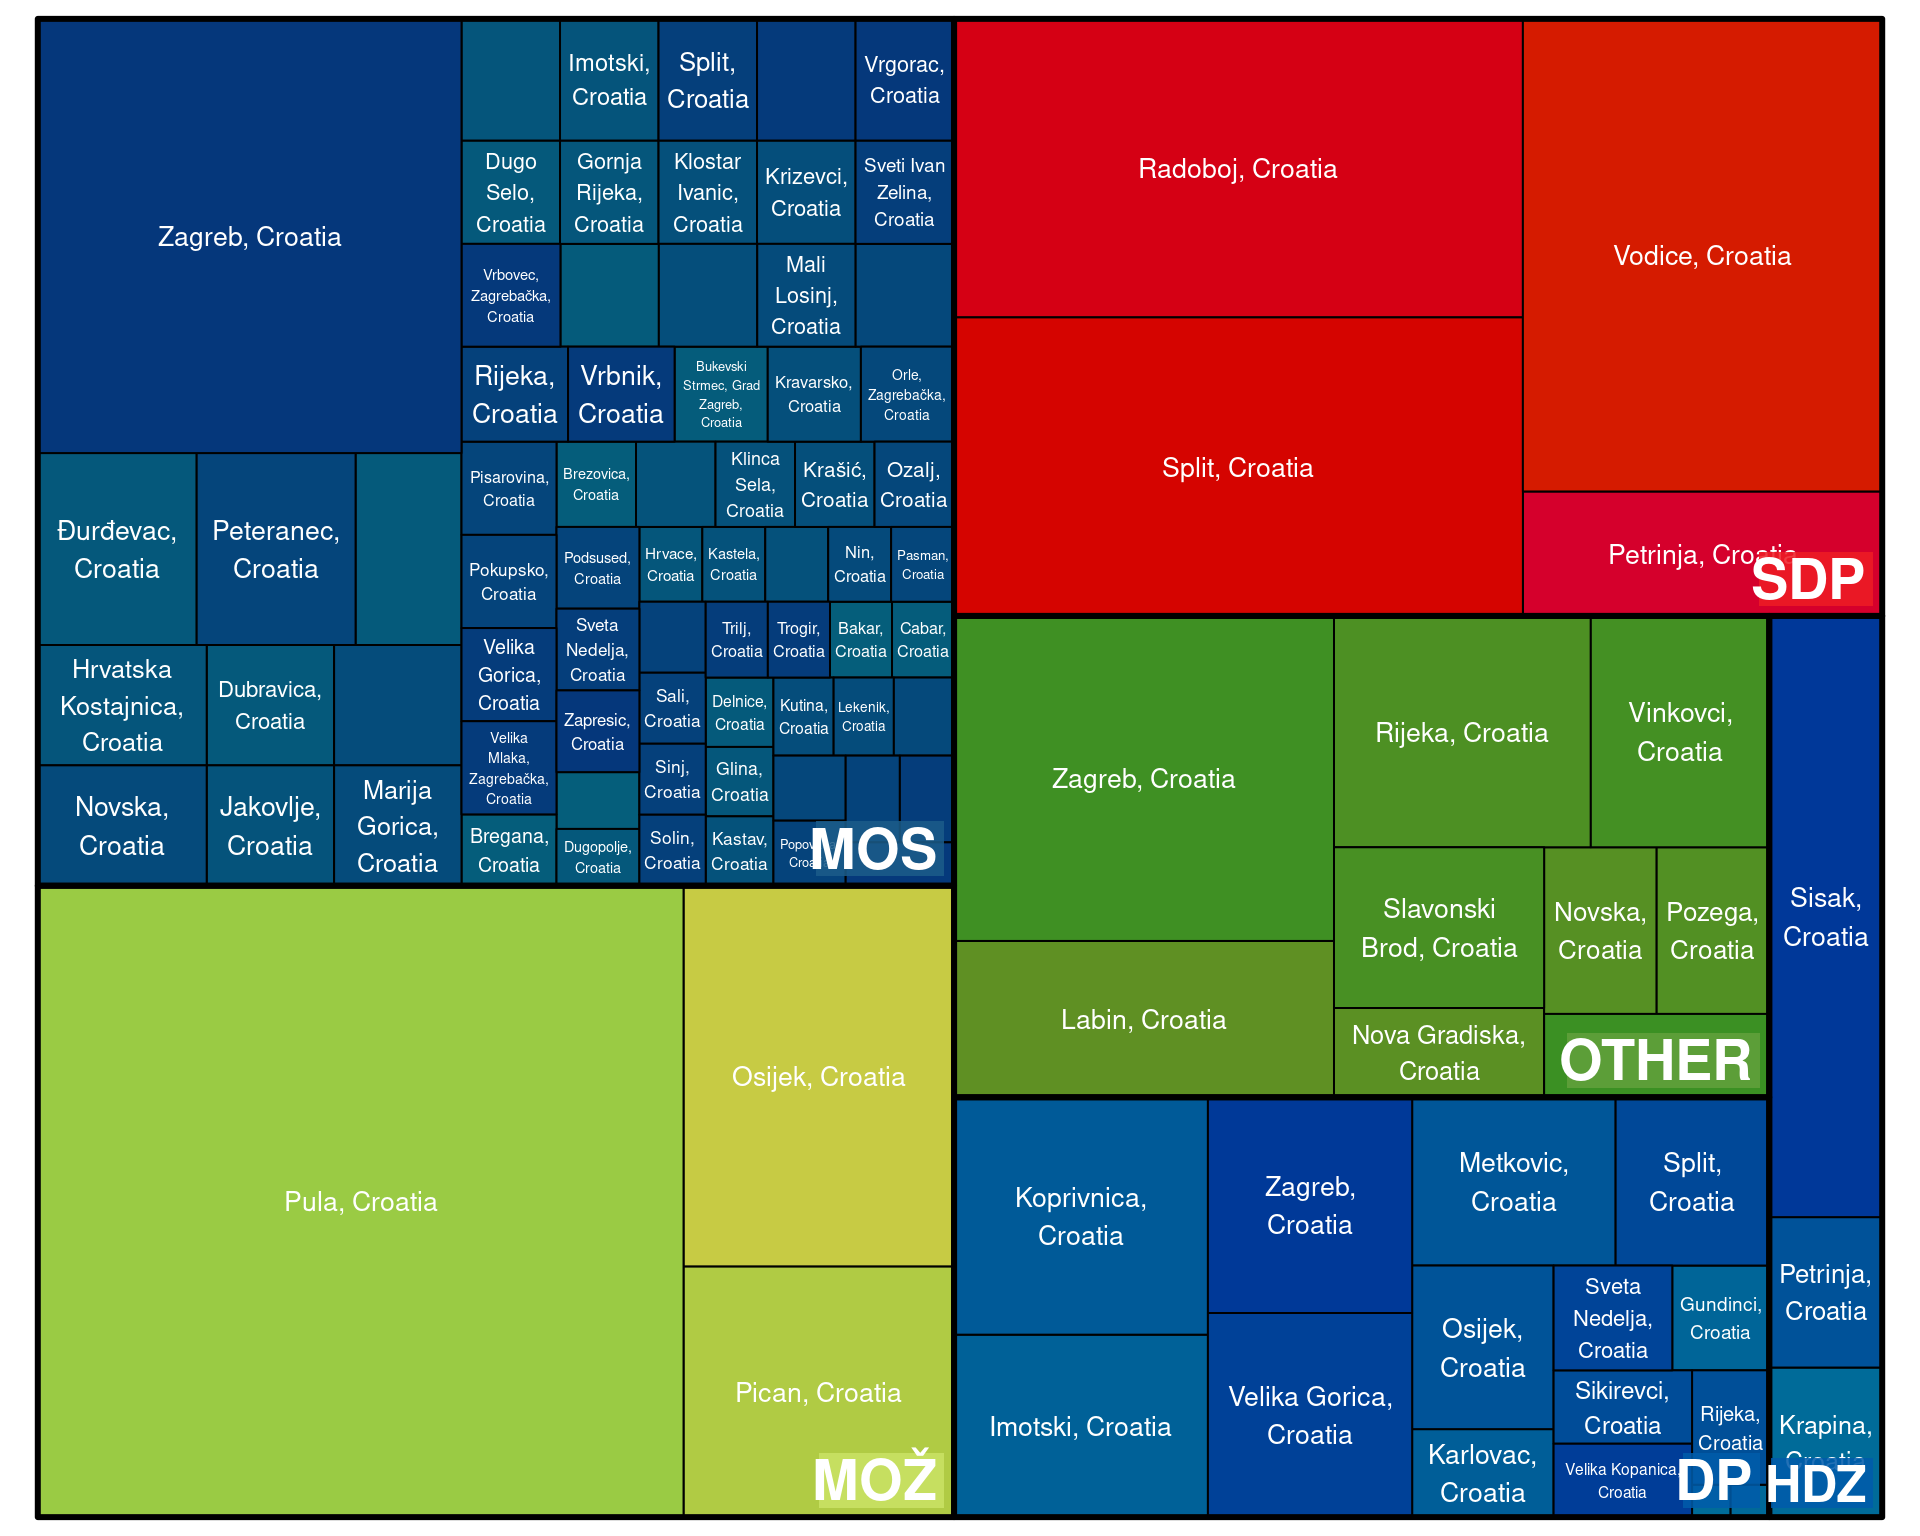 Zagreb, Croatia
Imotski,
Croatia
Split,
Croatia
Vrgorac,
Croatia
Dugo
Selo,
Croatia
Gornja
Rijeka,
Croatia
Klostar
Ivanic,
Croatia
Krizevci,
Croatia
Sveti Ivan
Zelina,
Croatia
Vrbovec,
Zagrebačka,
Croatia
Mali
Losinj,
Croatia
Rijeka,
Croatia
Vrbnik,
Croatia
Bukevski
Strmec, Grad
Zagreb,
Croatia
Kravarsko,
Croatia
Orle,
Zagrebačka,
Croatia
Đurđevac,
Croatia
Peteranec,
Croatia
Hrvatska
Kostajnica,
Croatia
Dubravica,
Croatia
Novska,
Croatia
Jakovlje,
Croatia
Marija
Gorica,
Croatia
Pisarovina,
Croatia
Brezovica,
Croatia
Klinca
Sela,
Croatia
Krašić,
Croatia
Ozalj,
Croatia
Pokupsko,
Croatia
Podsused,
Croatia
Hrvace,
Croatia
Kastela,
Croatia
Nin,
Croatia
Pasman,
Croatia
Velika
Gorica,
Croatia
Sveta
Nedelja,
Croatia
Trilj,
Croatia
Trogir,
Croatia
Bakar,
Croatia
Cabar,
Croatia
Zapresic,
Croatia
Sali,
Croatia
Delnice,
Croatia
Kutina,
Croatia
Lekenik,
Croatia
Velika
Mlaka,
Zagrebačka,
Croatia
Sinj,
Croatia
Glina,
Croatia
Bregana,
Croatia
Dugopolje,
Croatia
Solin,
Croatia
Kastav,
Croatia
MOS
Pula, Croatia
Osijek, Croatia
Pican, Croatia
MOŽ
Radoboj, Croatia
Vodice, Croatia
Split, Croatia
Petrinja, Croatia
SDP
Zagreb, Croatia
Rijeka, Croatia
Vinkovci,
Croatia
Labin, Croatia
Slavonski
Brod, Croatia
Novska,
Croatia
Pozega,
Croatia
Nova Gradiska,
Croatia
OTHER
Koprivnica,
Croatia
Zagreb,
Croatia
Metkovic,
Croatia
Split,
Croatia
Imotski, Croatia
Velika Gorica,
Croatia
Osijek,
Croatia
Sveta
Nedelja,
Croatia
Gundinci,
Croatia
Karlovac,
Croatia
Sikirevci,
Croatia
Rijeka,
Croatia
Velika Kopanica,
Croatia
DP
Sisak,
Croatia
Petrinja,
Croatia
Krapina,
Croatia
HDZ